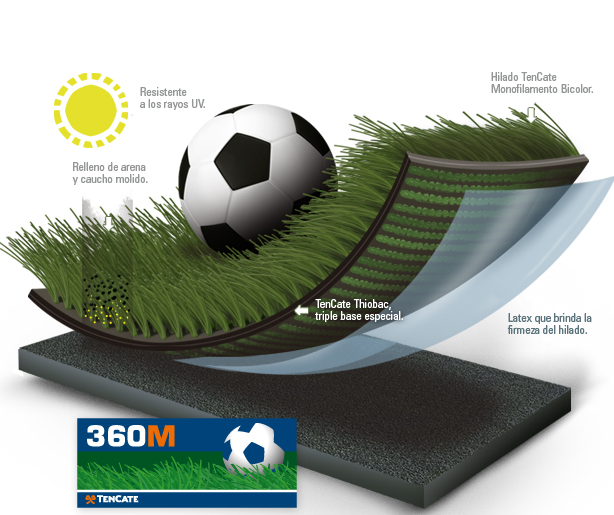 Resistente
a los rayos UV.
Hilado TenCate
Monofilamento Bicolor.
Relleno de arena
y caucho molido.
TenCate Thiobac,
triple base especial.
Latex que brinda la
firmeza del hilado.
360M
TENCATE